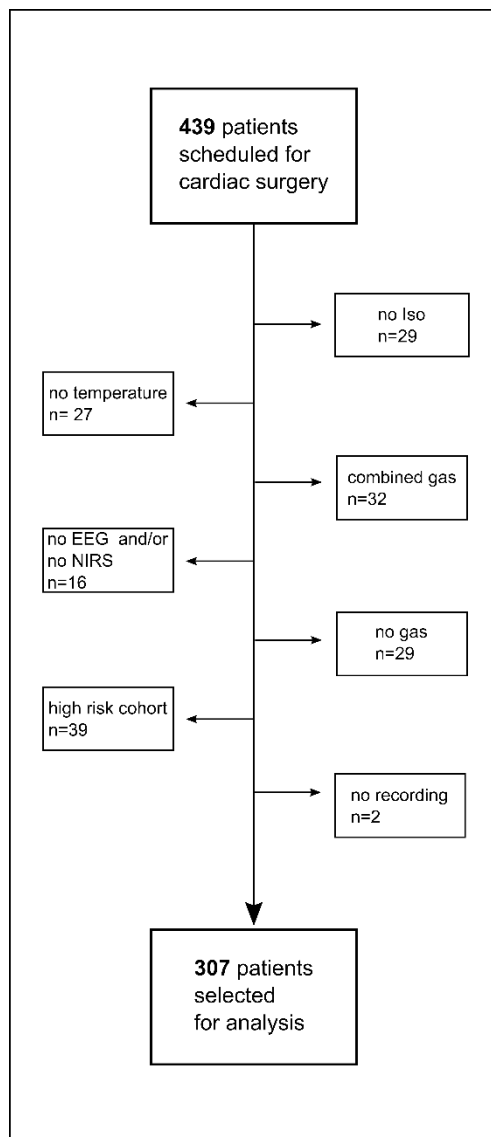 439 patients
scheduled for
cardiac surgery
no Iso
n=29
no temperature
n= 27
combined gas
n=32
no EEG and/or
no NIRS
n=16
no gas
n=29
high risk cohort
n=39
no recording
n=2
307 patients
selected
for analysis